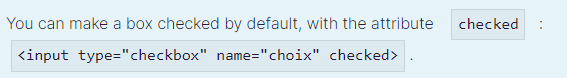 You can make a box checked by default, with the attribute checked :
<input type="checkbox" name="choix" checked> .